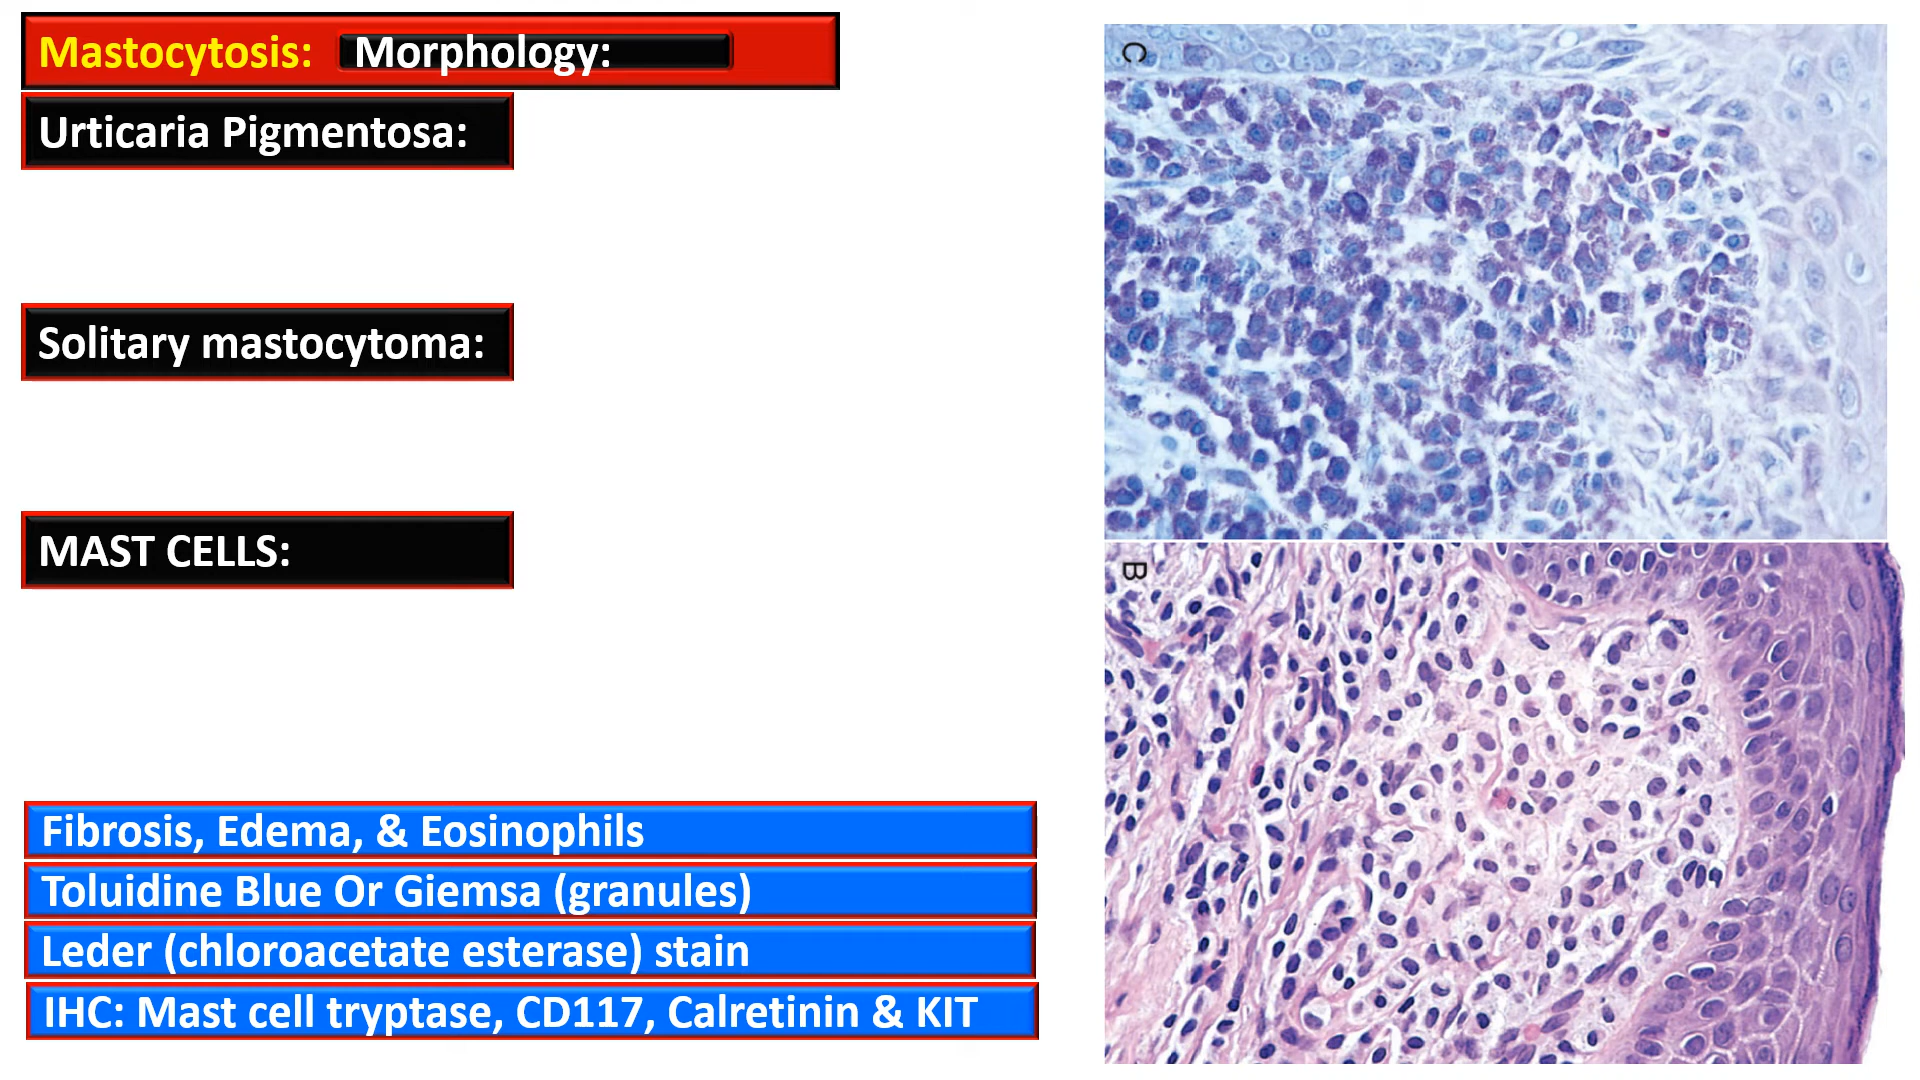 Mastocytosis: Morphology:
Urticaria Pigmentosa:
Solitary mastocytoma:
MAST CELLS:
Fibrosis, Edema, & Eosinophils
Toluidine Blue Or Giemsa (granules)
Leder (chloroacetate esterase) stain
IHC: Mast cell tryptase, CD117, Calretinin & KIT
C
B